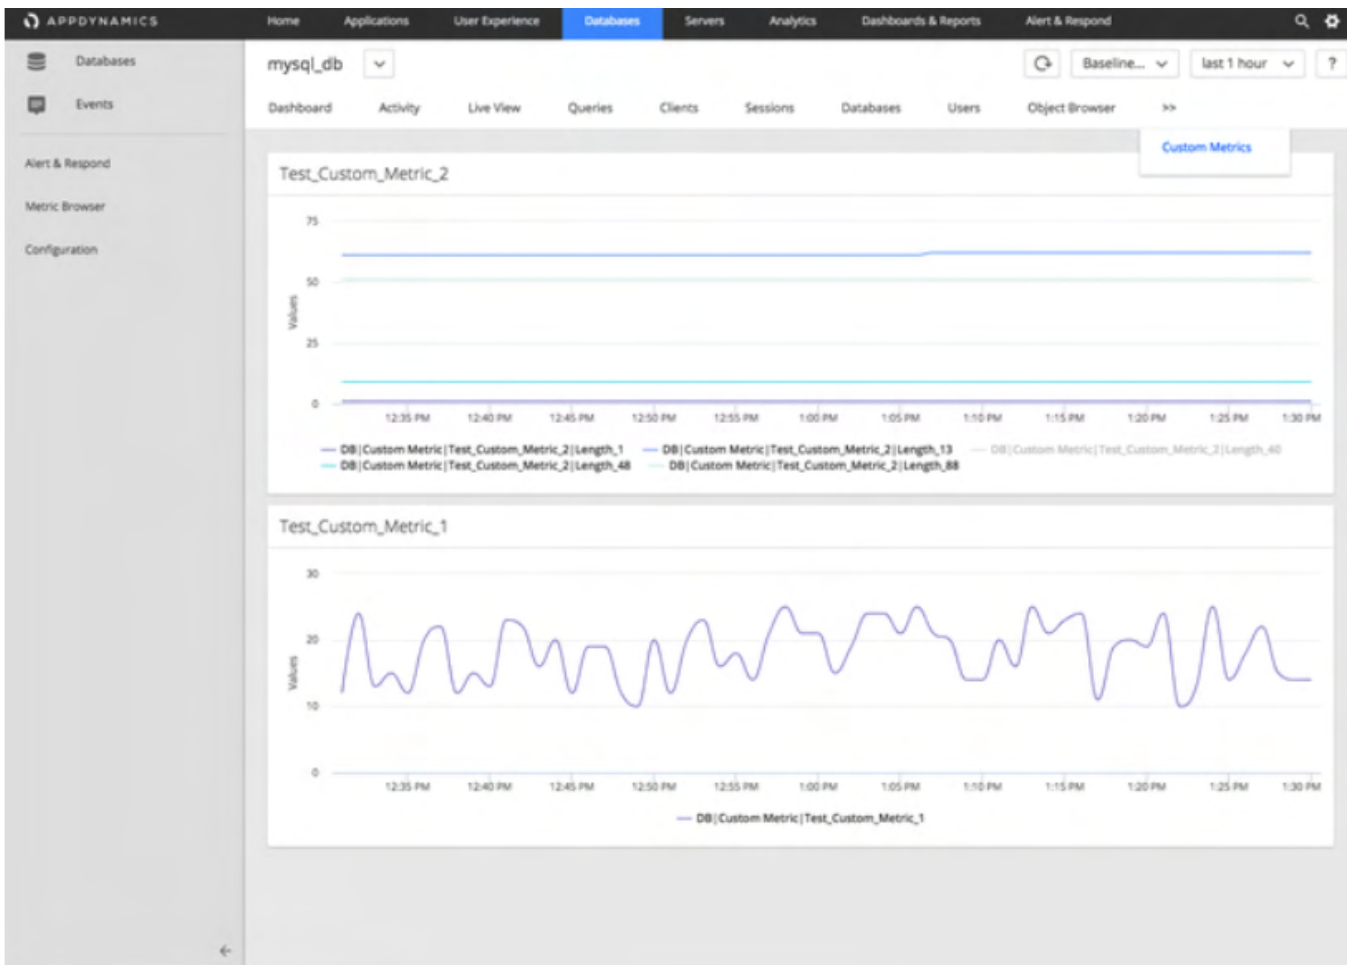 APPDYNAMICS Home Applications User Experience Databases Servers Analytics Dashboards & Reports Alert & Respond
Databases
Events
Alert & Respond
Metric Browser
Configuration
mysql_db Baseline... last 1 hour ?
Dashboard Activity Live View Queries Clients Sessions Databases Users Object Browser >>
Custom Metrics
Test_Custom_Metric_2
75
50
25
0
Values
12:35 PM 12:40 PM 12:45 PM 12:50 PM 12:55 PM 1:00 PM 1:05 PM 1:10 PM 1:15 PM 1:20 PM 1:25 PM 1:30 PM
DB|Custom Metric|Test_Custom_Metric_2|Length_1 DB|Custom Metric|Test_Custom_Metric_2|Length_13 DB|Custom Metric|Test_Custom_Metric_2|Length_40
DB|Custom Metric|Test_Custom_Metric_2|Length_48 DB|Custom Metric|Test_Custom_Metric_2|Length_88
Test_Custom_Metric_1
30
20
10
0
Values
12:35 PM 12:40 PM 12:45 PM 12:50 PM 12:55 PM 1:00 PM 1:05 PM 1:10 PM 1:15 PM 1:20 PM 1:25 PM 1:30 PM
DB|Custom Metric|Test_Custom_Metric_1